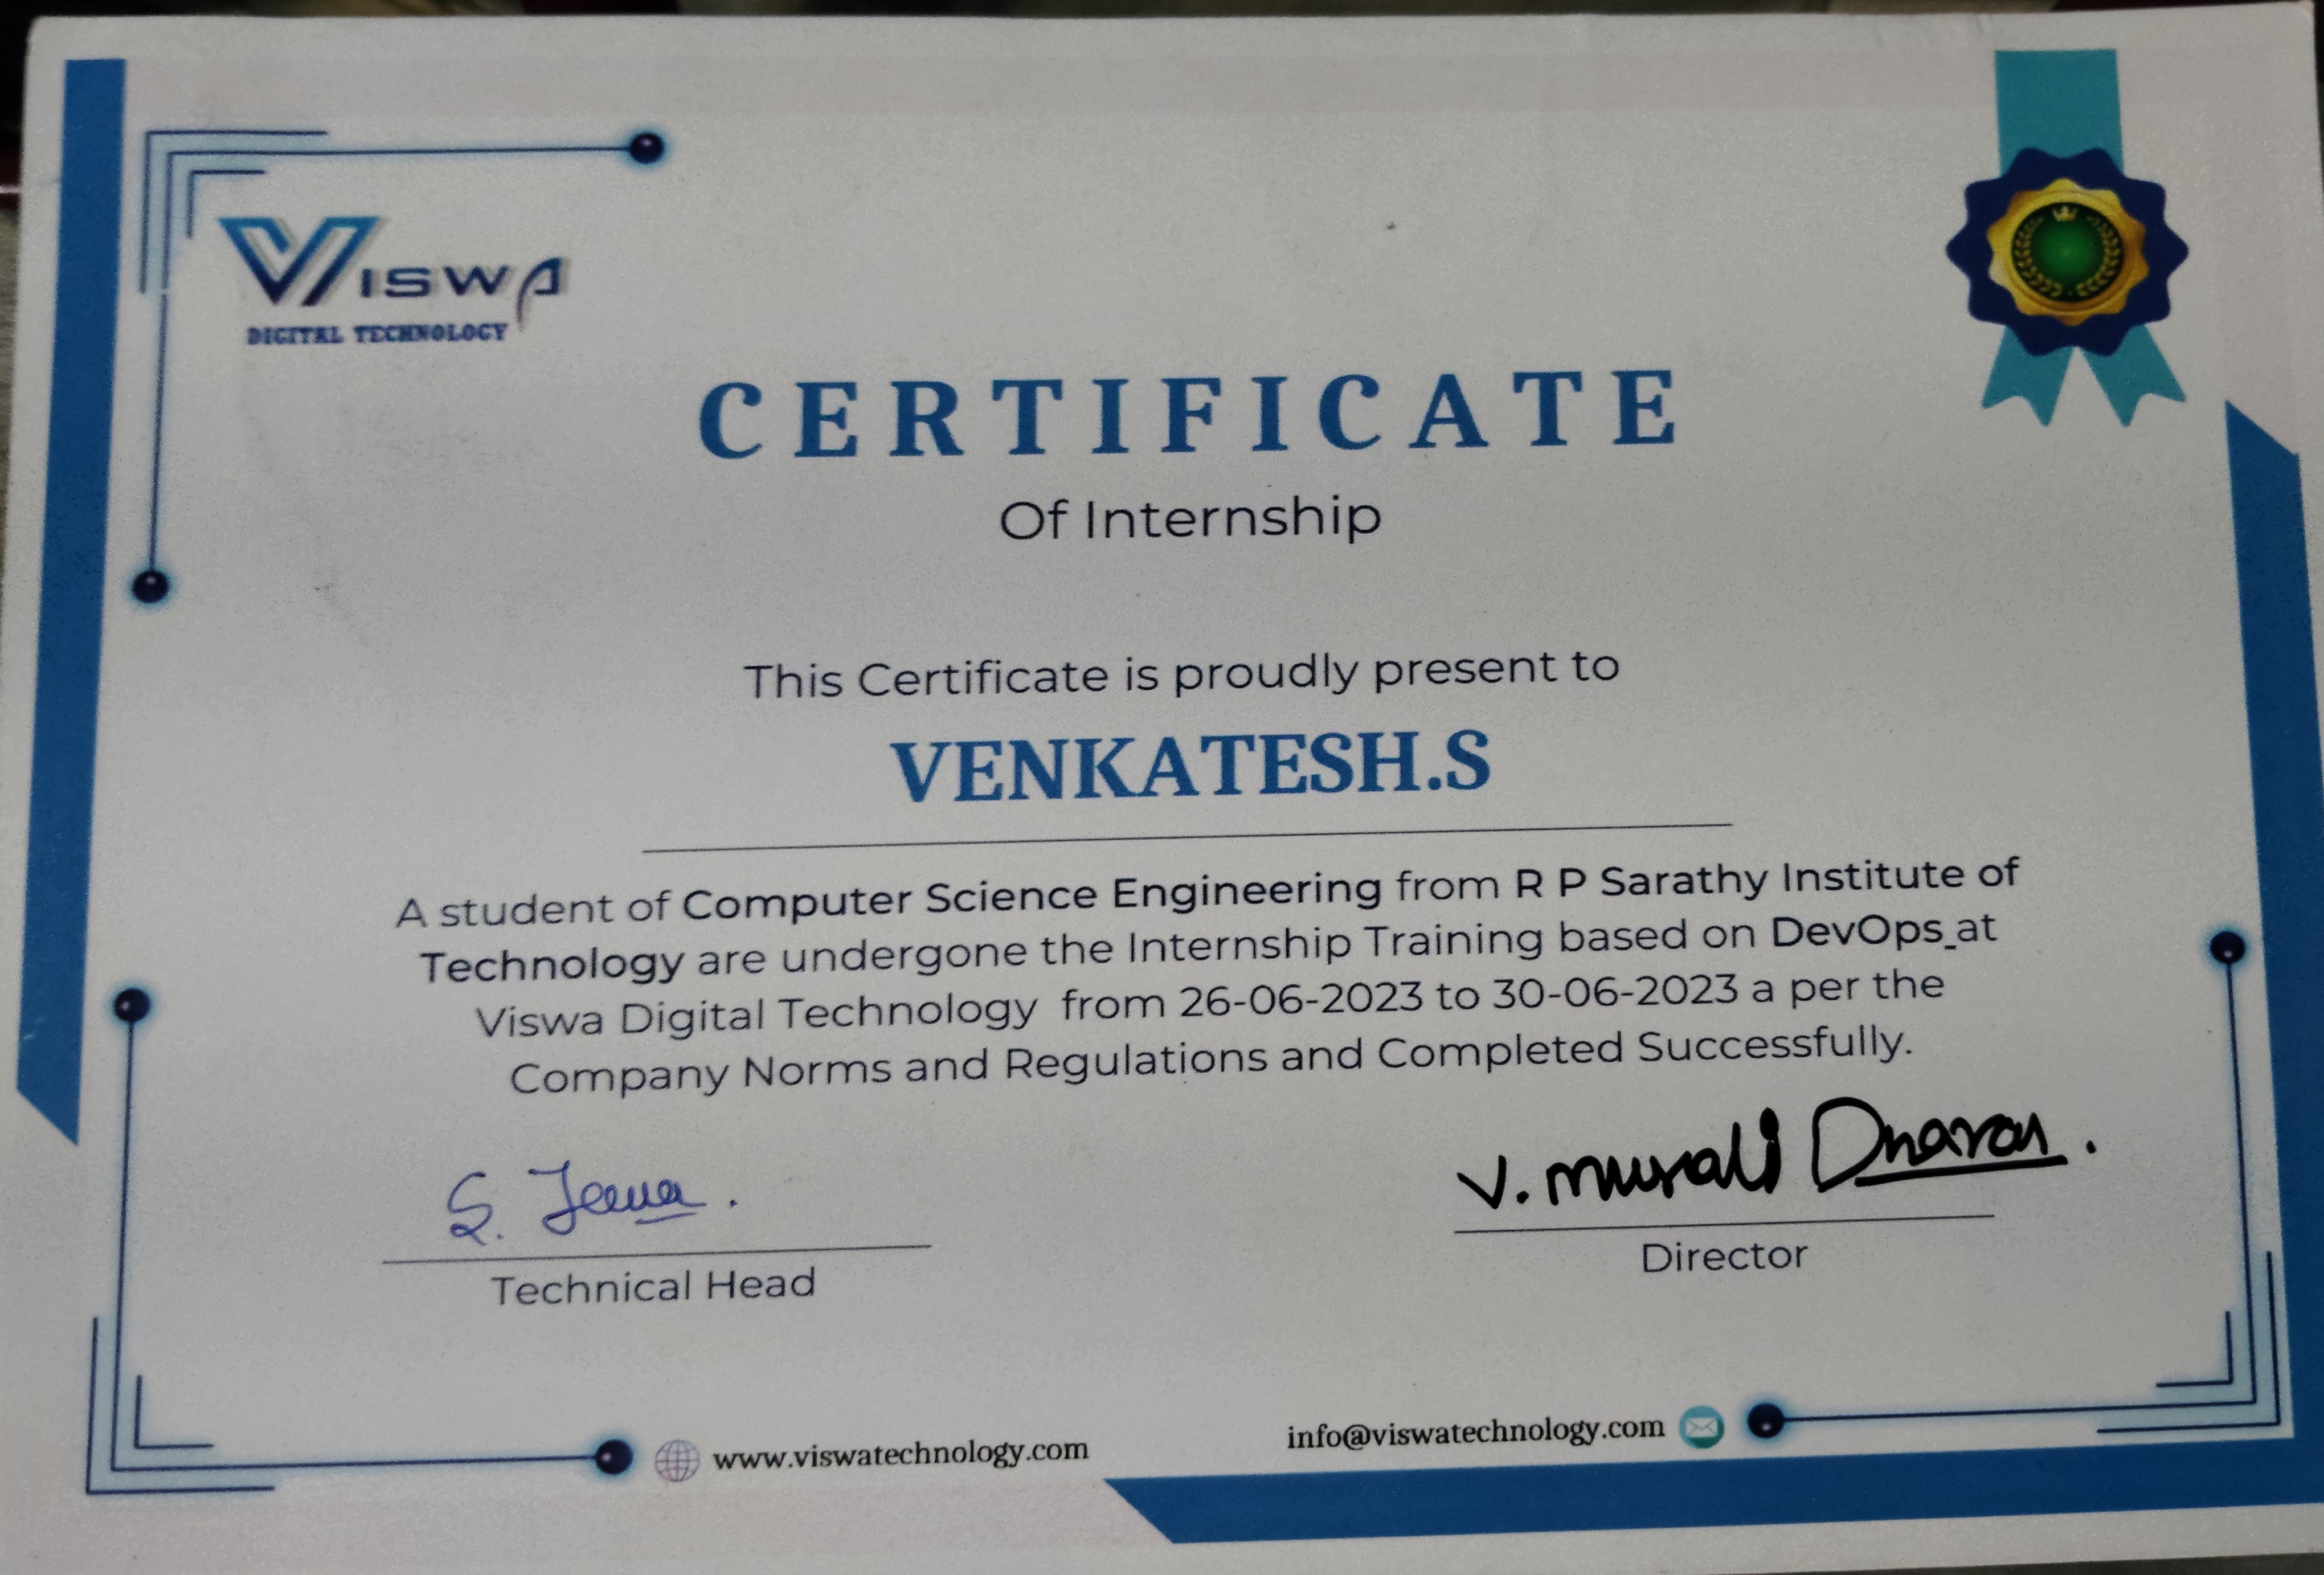 Viswa
DIGITAL TECHNOLOGY
CERTIFICATE
Of Internship
This Certificate is proudly present to
VENKATESH.S
A student of Computer Science Engineering from R P Sarathy Institute of
Technology are undergone the Internship Training based on DevOps_at
Viswa Digital Technology from 26-06-2023 to 30-06-2023 a per the
Company Norms and Regulations and Completed Successfully.
S. Jeeva.
V. Murali Dharan.
Technical Head
Director
www.viswatechnology.com
info@viswatechnology.com